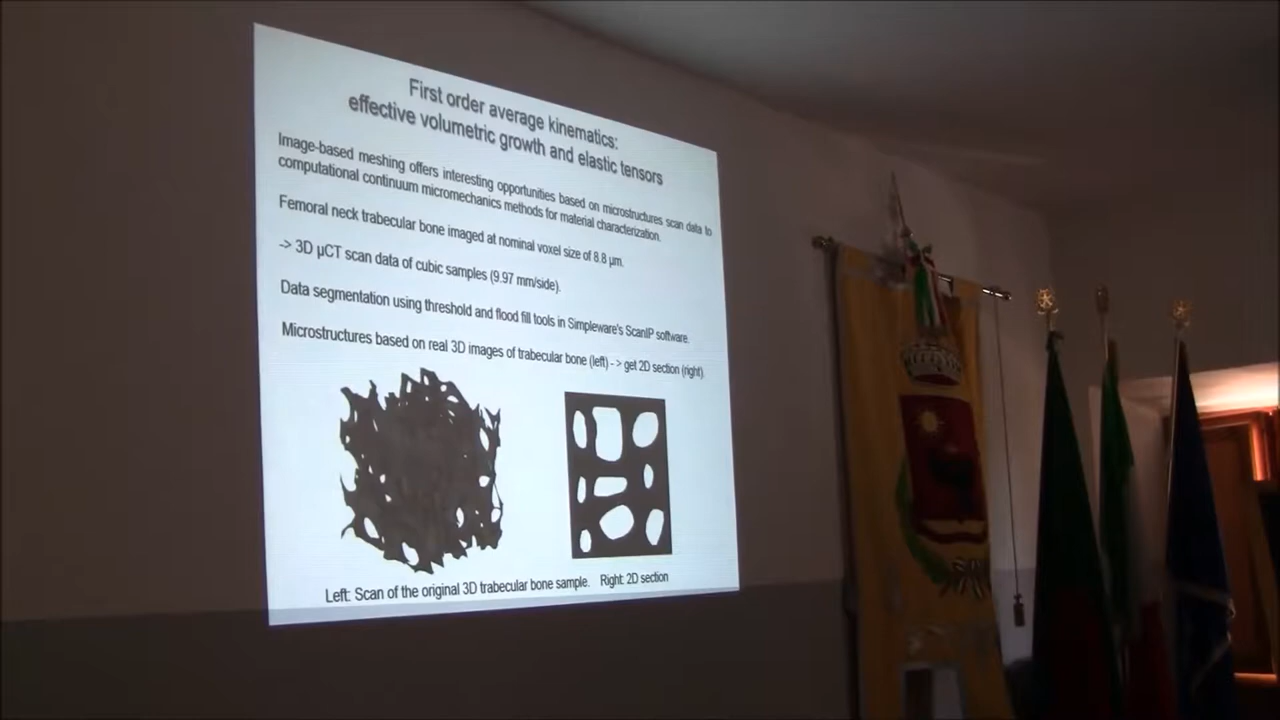 First order average kinematics:
effective volumetric growth and elastic tensors
Image-based meshing offers interesting opportunities based on microstructures scan data to
computational continuum micromechanics methods for material characterization.
Femoral neck trabecular bone imaged at nominal voxel size of 8.8 µm.
-> 3D µCT scan data of cubic samples (9.97 mm/side).
Data segmentation using threshold and flood fill tools in Simpleware's ScanIP software.
Microstructures based on real 3D images of trabecular bone (left) - > get 2D section (right).
Left: Scan of the original 3D trabecular bone sample. Right: 2D section